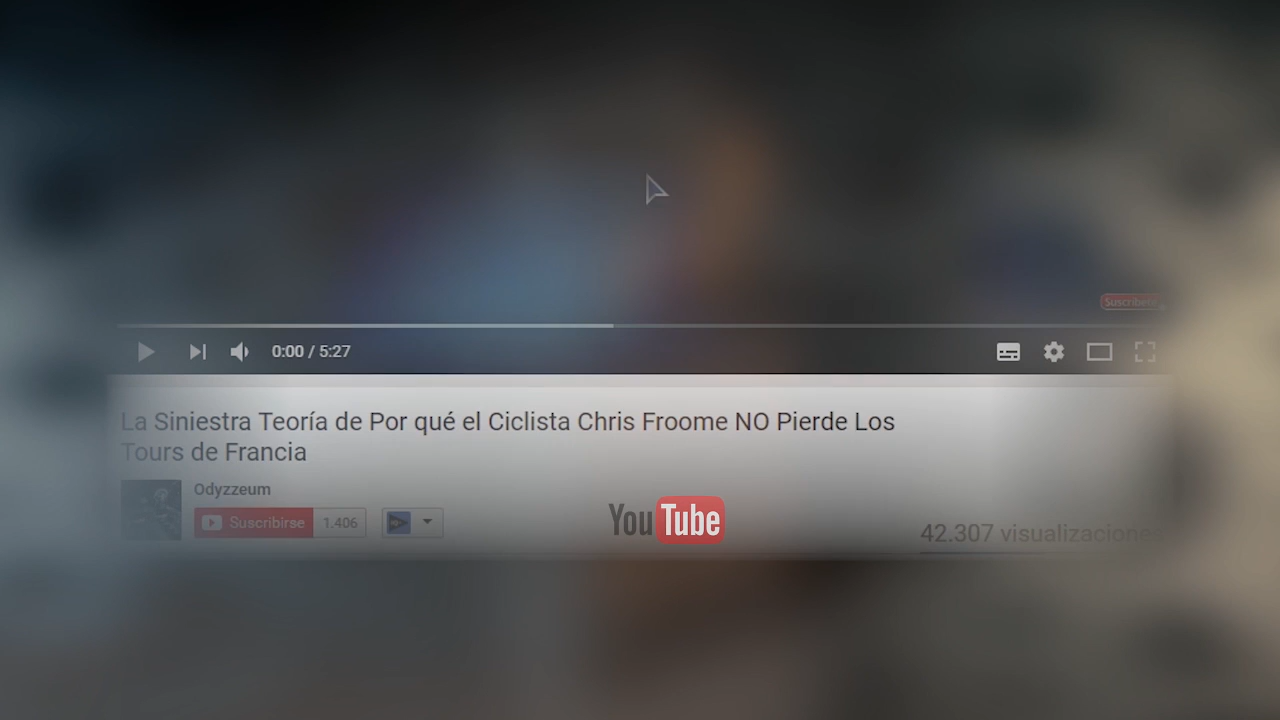 Suscríbete
0:00 / 5:27
La Siniestra Teoría de Por qué el Ciclista Chris Froome NO Pierde Los
Tours de Francia
Odyzzeum
Suscribirse 1.406
YouTube
42.307 visualizaciones